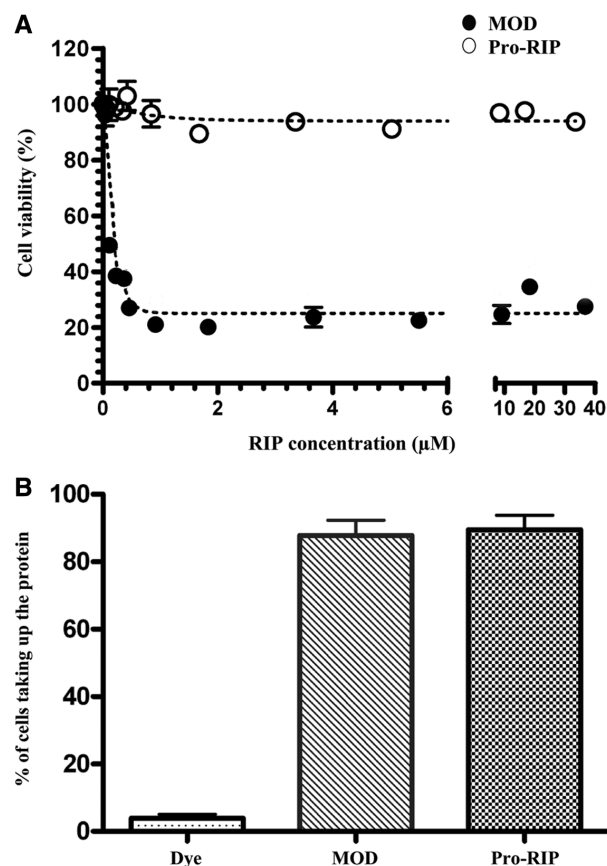 A
MOD
Pro-RIP
120
100
80
60
40
20
0
Cell viability (%)
0 2 4 6 10 20 30 40
RIP concentration (µM)
B
100
80
60
40
20
0
% of cells taking up the protein
Dye MOD Pro-RIP